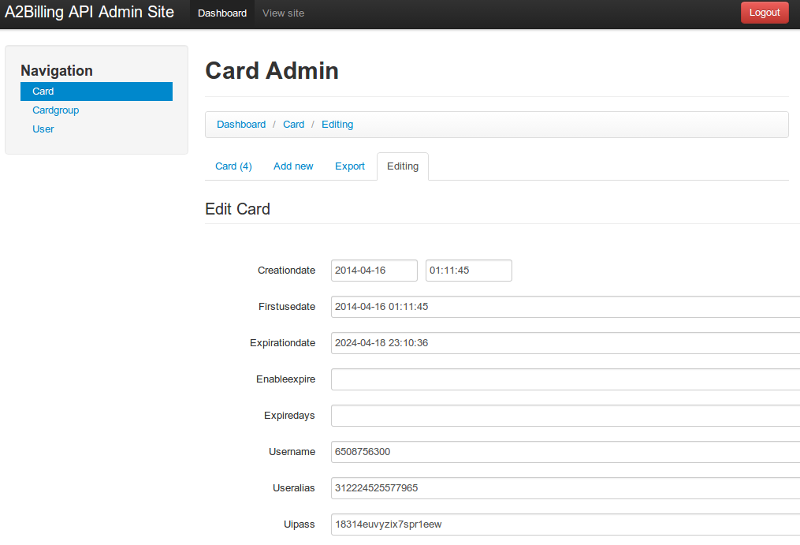 A2Billing API Admin Site Dashboard View site Logout
Navigation
Card
Cardgroup
User
Card Admin
Dashboard / Card / Editing
Card (4) Add new Export Editing
Edit Card
Creationdate 2014-04-16 01:11:45
Firstusedate 2014-04-16 01:11:45
Expirationdate 2024-04-18 23:10:36
Enableexpire
Expiredays
Username 6508756300
Useralias 312224525577965
Uipass 18314euvyzix7spr1eew